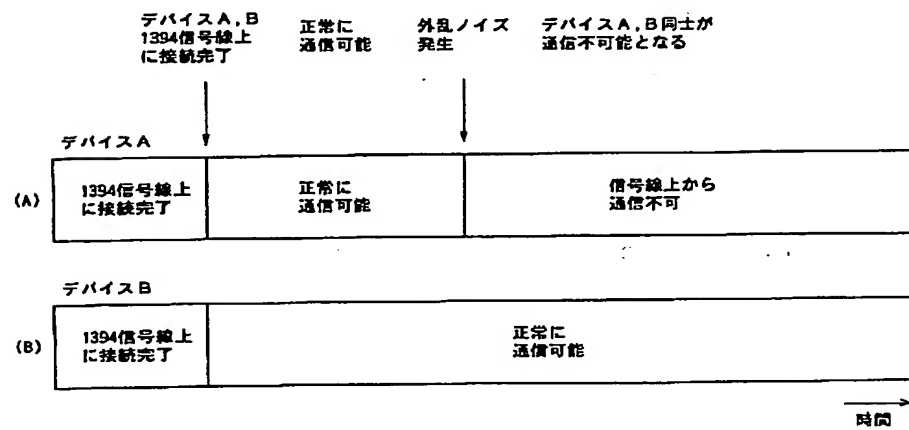 デバイスA,B
1394信号線上
に接続完了
正常に
通信可能
外乱ノイズ
発生
デバイスA,B同士が
通信不可能となる
デバイスA
(A)
1394信号線上
に接続完了
正常に
通信可能
信号線上から
通信不可
デバイスB
(B)
1394信号線上
に接続完了
正常に
通信可能
時間